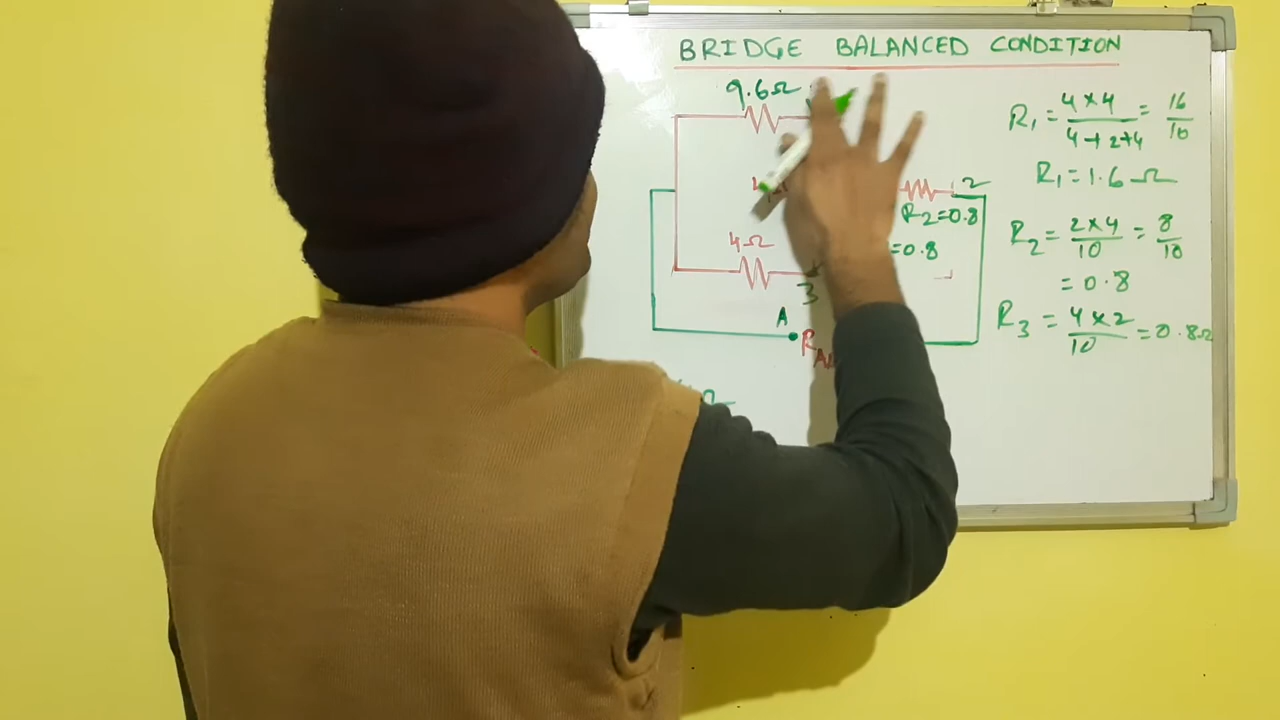 BRIDGE BALANCED CONDITION
9.6Ω
4Ω
3
A
2
R2=0.8
=0.8
R1 = 4×4 / 4+2+4 = 16/10
R1=1.6Ω
R2 = 2×4/10 = 8/10
= 0.8
R3 = 4×2/10 = 0.8Ω